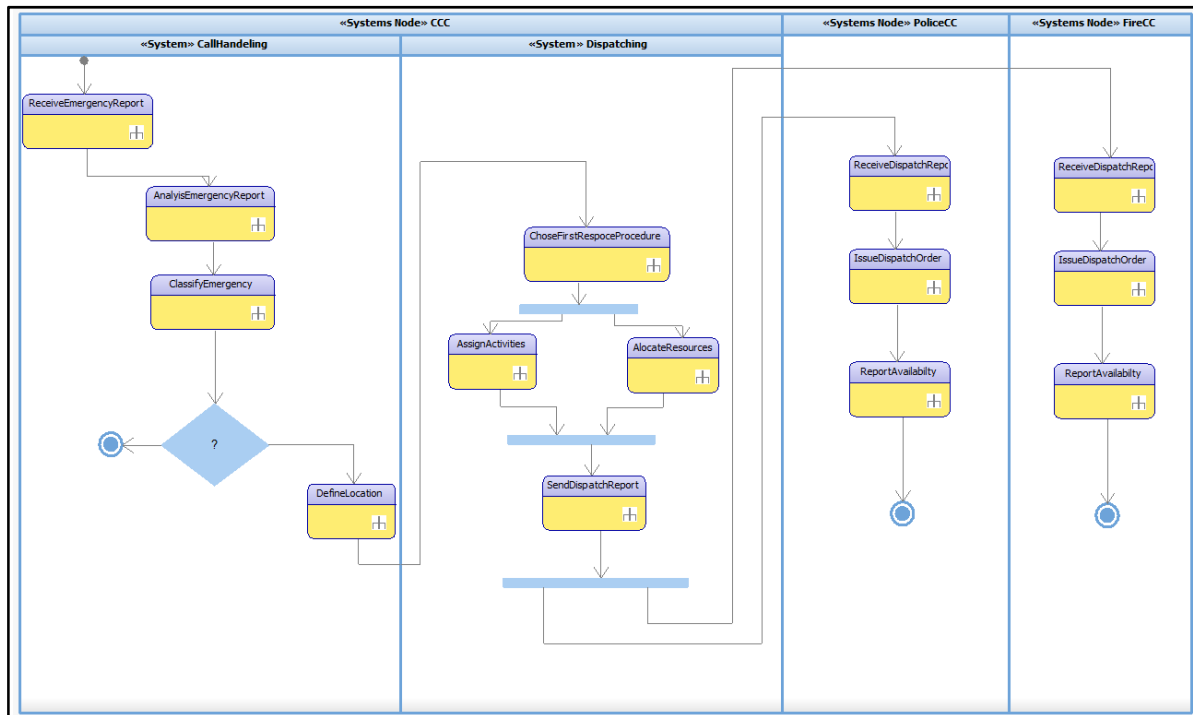 «Systems Node» CCC
«Systems Node» PoliceCC
«Systems Node» FireCC
«System» CallHandeling
«System» Dispatching
ReceiveEmergencyReport
AnalyisEmergencyReport
ClassifyEmergency
?
DefineLocation
ChoseFirstRespoceProcedure
AssignActivities
AlocateResources
SendDispatchReport
ReceiveDispatchRepo
IssueDispatchOrder
ReportAvailabilty
ReceiveDispatchRepo
IssueDispatchOrder
ReportAvailabilty